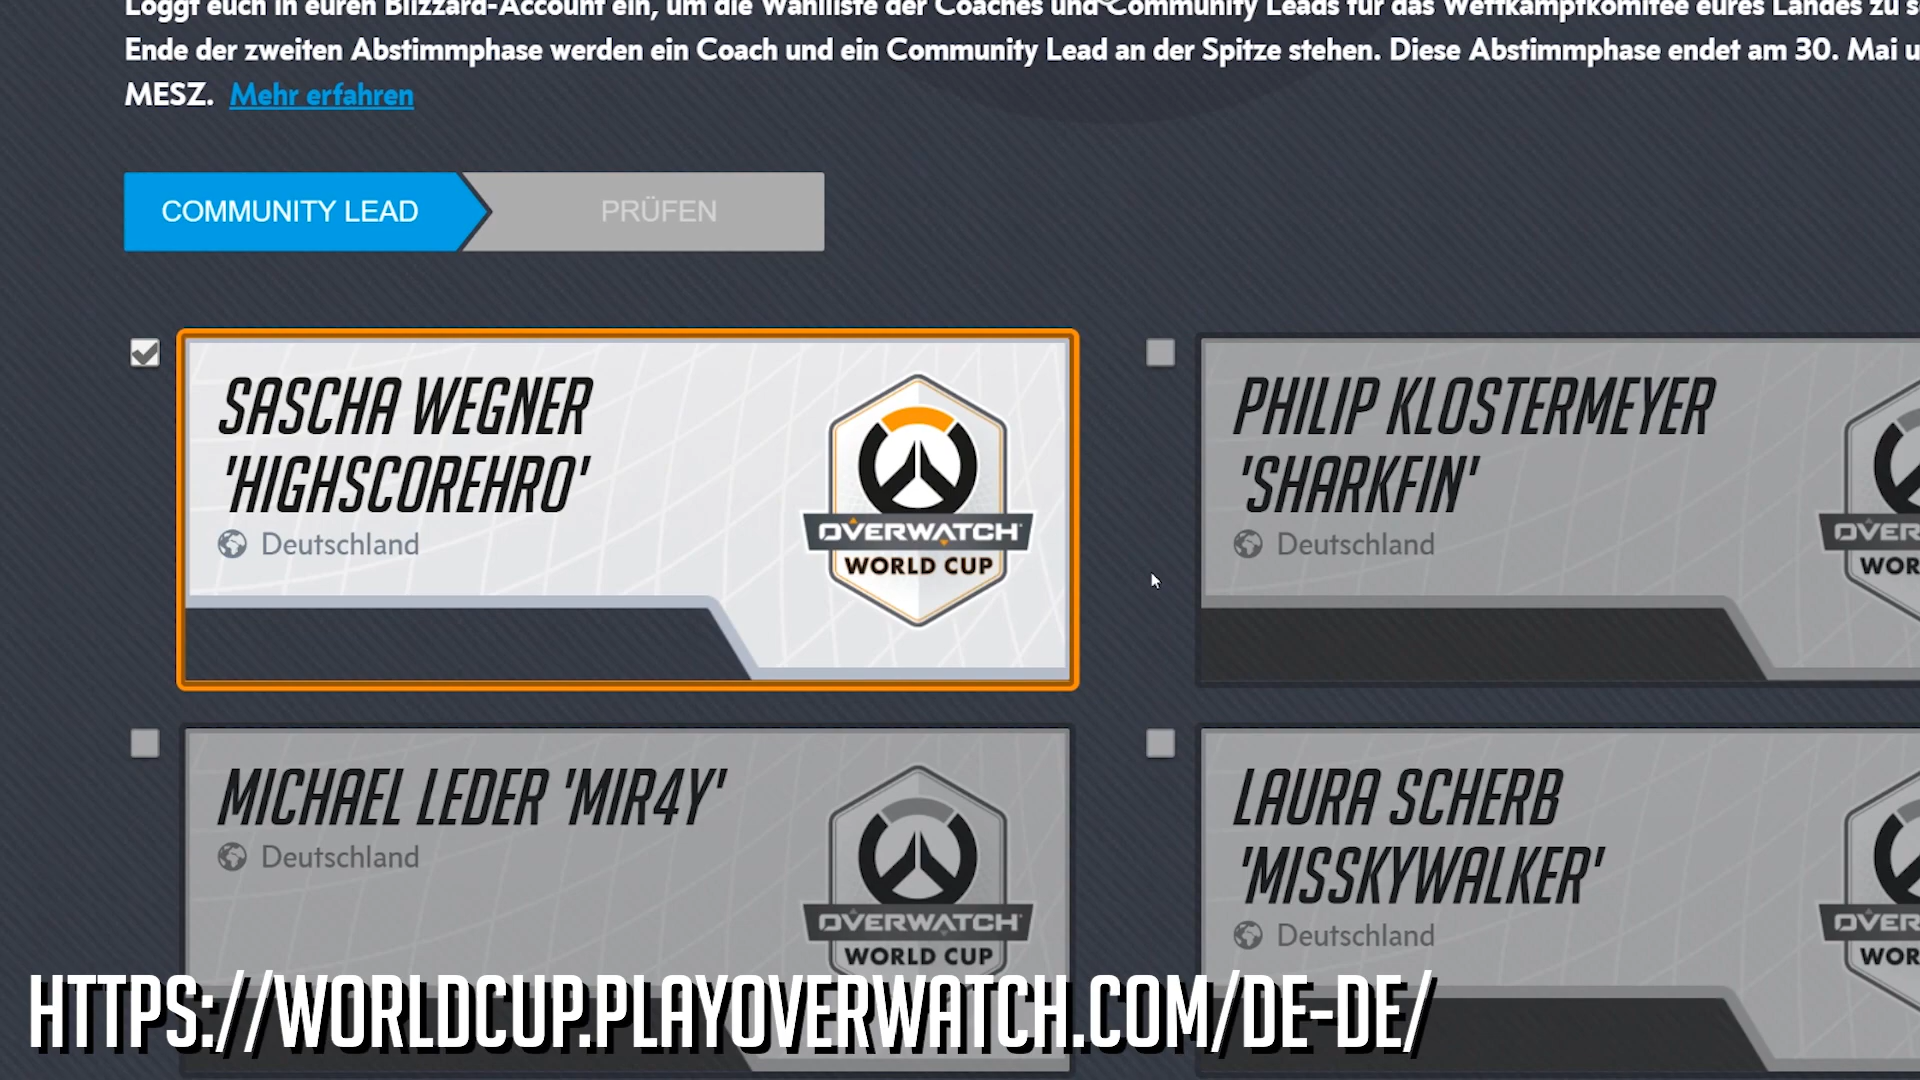 Loggt euch in euren Blizzard-Account ein, um die Wahlliste der Coaches und Community Leads für das Wettkampfkomitee eures Landes zu
Ende der zweiten Abstimmphase werden ein Coach und ein Community Lead an der Spitze stehen. Diese Abstimmphase endet am 30. Mai
MESZ. Mehr erfahren
COMMUNITY LEAD
PRÜFEN
SASCHA WEGNER
'HIGHSCOREHRO'
Deutschland
OVERWATCH
WORLD CUP
PHILIP KLOSTERMEYER
'SHARKFIN'
Deutschland
OVER
WOR
MICHAEL LEDER 'MIR4Y'
Deutschland
OVERWATCH
WORLD CUP
LAURA SCHERB
'MISSKYWALKER'
Deutschland
OVER
WOR
HTTPS://WORLDCUP.PLAYOVERWATCH.COM/DE-DE/